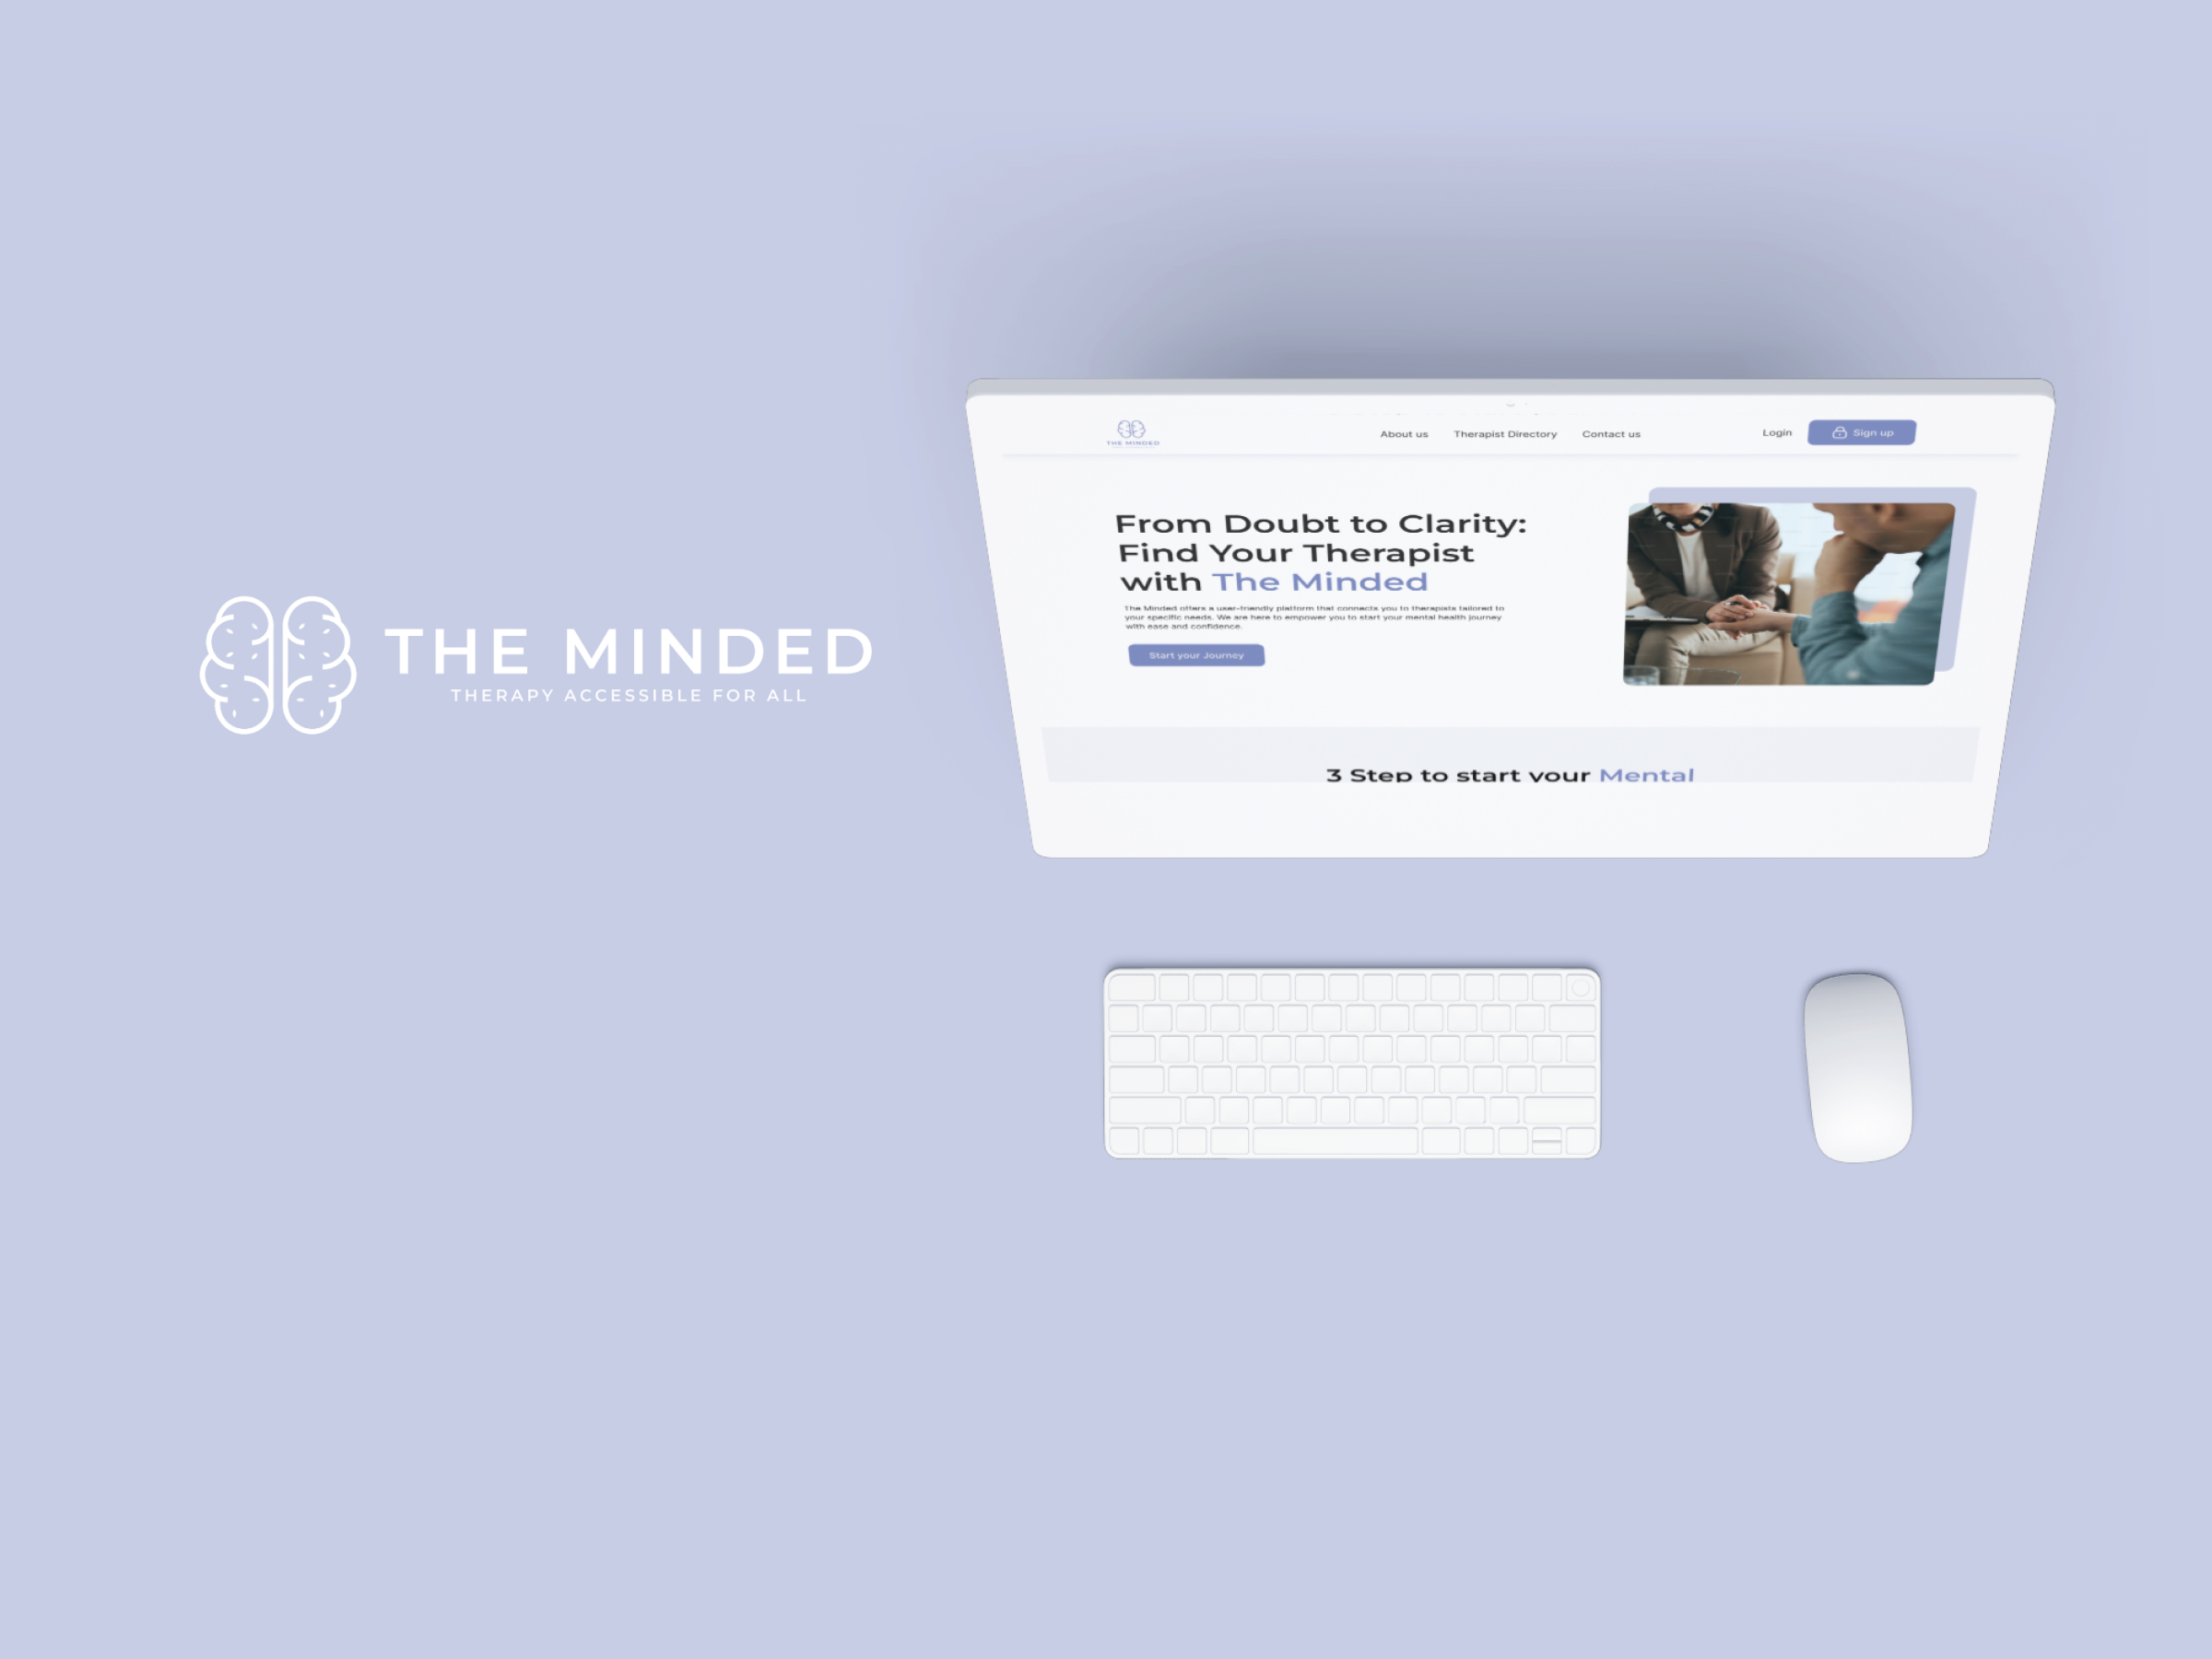 THE MINDED
THERAPY ACCESSIBLE FOR ALL
THE MINDED
About us
Therapist Directory
Contact us
Login
Sign up
From Doubt to Clarity:
Find Your Therapist
with The Minded
The Minded offers a user-friendly platform that connects you to therapists tailored to
your specific needs. We are here to empower you to start your mental health journey
with ease and confidence.
Start your Journey
3 Step to start your Mental